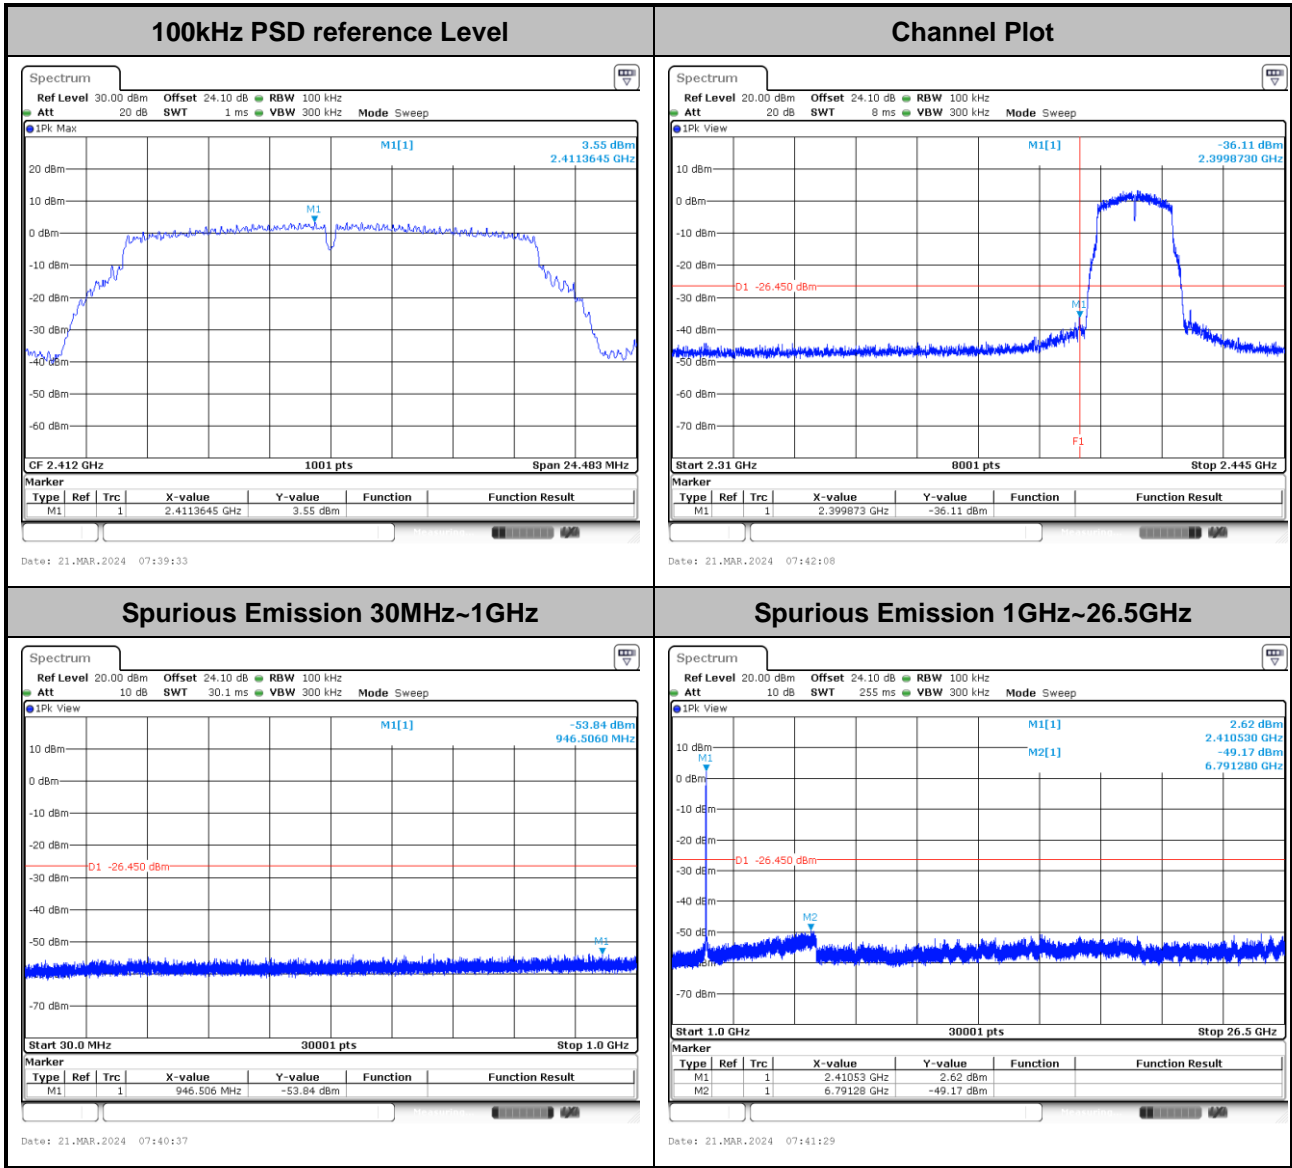 100kHz PSD reference Level
Spectrum
Ref Level 30.00 dBm Offset 24.10 dB RBW 100 kHz
Att 20 dB SWT 1 ms VBW 300 kHz Mode Sweep
1Pk Max
M1[1] 3.55 dBm
2.4113645 GHz
20 dBm
10 dBm
M1
0 dBm
-10 dBm
-20 dBm
-30 dBm
-40 dBm
-50 dBm
-60 dBm
CF 2.412 GHz 1001 pts Span 24.483 MHz
Marker
Type Ref Trc X-value Y-value Function Function Result
M1 1 2.4113645 GHz 3.55 dBm
Date: 21.MAR.2024 07:39:33
Channel Plot
Spectrum
Ref Level 20.00 dBm Offset 24.10 dB RBW 100 kHz
Att 20 dB SWT 8 ms VBW 300 kHz Mode Sweep
1Pk View
M1[1] -36.11 dBm
2.3998730 GHz
10 dBm
0 dBm
-10 dBm
-20 dBm
D1 -26.450 dBm
-30 dBm
M1
-40 dBm
-50 dBm
-60 dBm
-70 dBm
F1
Start 2.31 GHz 8001 pts Stop 2.445 GHz
Marker
Type Ref Trc X-value Y-value Function Function Result
M1 1 2.399873 GHz -36.11 dBm
Date: 21.MAR.2024 07:42:08
Spurious Emission 30MHz~1GHz
Spectrum
Ref Level 20.00 dBm Offset 24.10 dB RBW 100 kHz
Att 10 dB SWT 30.1 ms VBW 300 kHz Mode Sweep
1Pk View
M1[1] -53.84 dBm
946.5060 MHz
10 dBm
0 dBm
-10 dBm
-20 dBm
D1 -26.450 dBm
-30 dBm
-40 dBm
-50 dBm
M1
-70 dBm
Start 30.0 MHz 30001 pts Stop 1.0 GHz
Marker
Type Ref Trc X-value Y-value Function Function Result
M1 1 946.506 MHz -53.84 dBm
Date: 21.MAR.2024 07:40:37
Spurious Emission 1GHz~26.5GHz
Spectrum
Ref Level 20.00 dBm Offset 24.10 dB RBW 100 kHz
Att 10 dB SWT 255 ms VBW 300 kHz Mode Sweep
1Pk View
M1[1] 2.62 dBm
2.410530 GHz
M2[1] -49.17 dBm
6.791280 GHz
10 dBm
M1
0 dBm
-10 dBm
-20 dBm
D1 -26.450 dBm
-30 dBm
-40 dBm
M2
-50 dBm
-70 dBm
Start 1.0 GHz 30001 pts Stop 26.5 GHz
Marker
Type Ref Trc X-value Y-value Function Function Result
M1 1 2.41053 GHz 2.62 dBm
M2 1 6.79128 GHz -49.17 dBm
Date: 21.MAR.2024 07:41:29